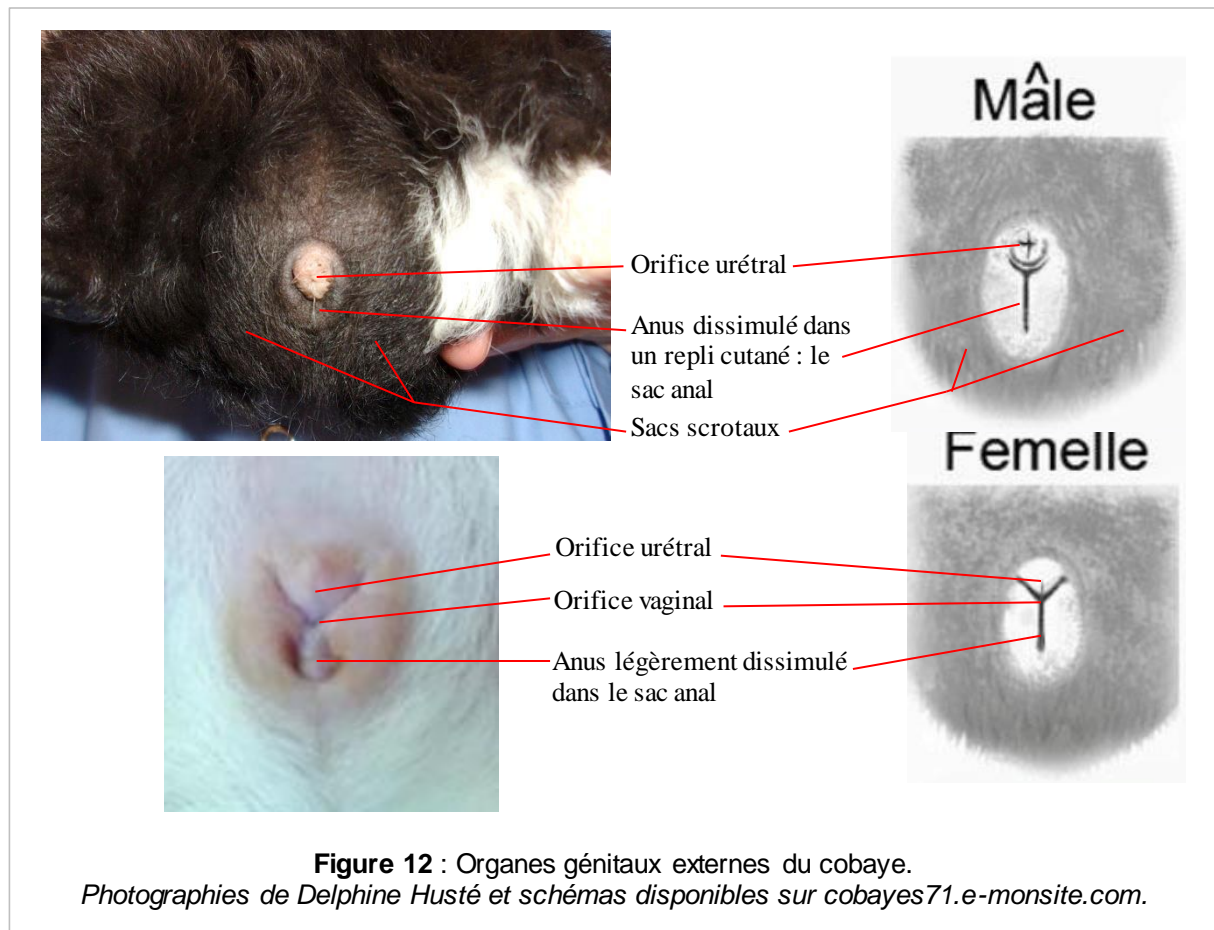 Mâle
Orifice urétral
Anus dissimulé dans
un repli cutané : le
sac anal
Sacs scrotaux
Femelle
Orifice urétral
Orifice vaginal
Anus légèrement dissimulé
dans le sac anal
Figure 12 : Organes génitaux externes du cobaye.
Photographies de Delphine Husté et schémas disponibles sur cobayes71.e-monsite.com.